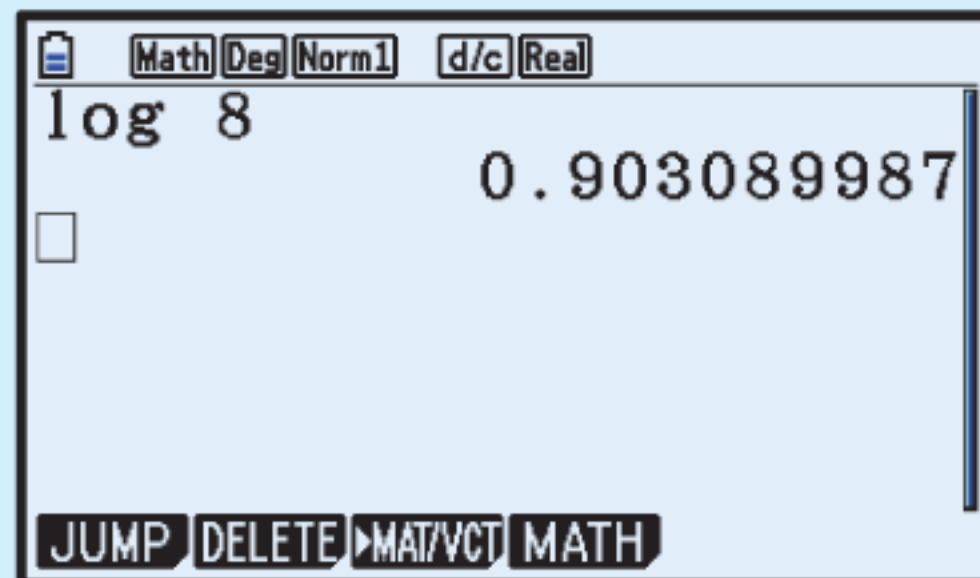 Math Deg Norm1 d/c Real
log 8
0.903089987
JUMP DELETE ▶MAT/VCT MATH